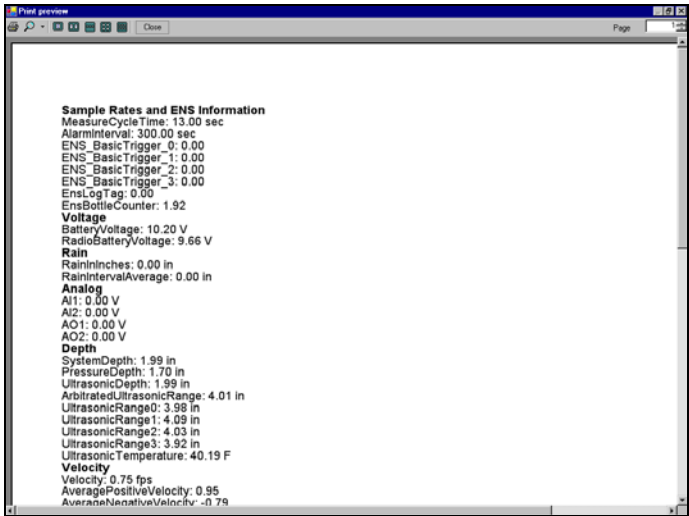 Print preview
Close
Page
1
Sample Rates and ENS Information
MeasureCycleTime: 13.00 sec
AlarmInterval: 300.00 sec
ENS_BasicTrigger_0: 0.00
ENS_BasicTrigger_1: 0.00
ENS_BasicTrigger_2: 0.00
ENS_BasicTrigger_3: 0.00
EnsLogTag: 0.00
EnsBottleCounter: 1.92
Voltage
BatteryVoltage: 10.20 V
RadioBatteryVoltage: 9.66 V
Rain
RainInInches: 0.00 in
RainIntervalAverage: 0.00 in
Analog
AI1: 0.00 V
AI2: 0.00 V
AO1: 0.00 V
AO2: 0.00 V
Depth
SystemDepth: 1.99 in
PressureDepth: 1.70 in
UltrasonicDepth: 1.99 in
ArbitratedUltrasonicRange: 4.01 in
UltrasonicRange0: 3.98 in
UltrasonicRange1: 4.09 in
UltrasonicRange2: 4.03 in
UltrasonicRange3: 3.92 in
UltrasonicTemperature: 40.19 F
Velocity
Velocity: 0.75 fps
AveragePositiveVelocity: 0.95
AverageNegativeVelocity: -0.79